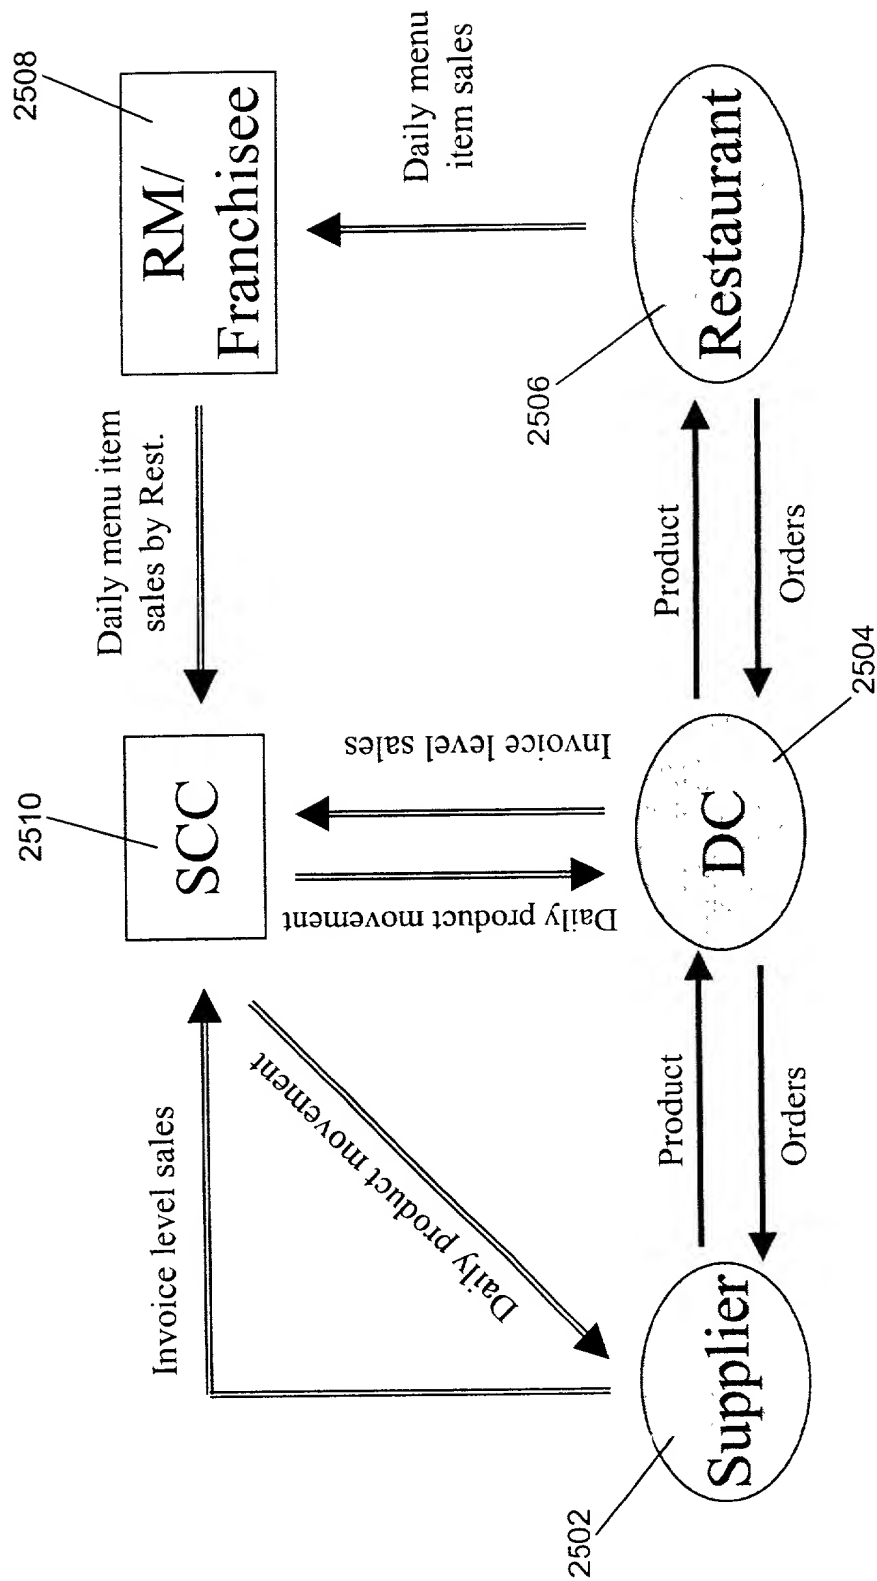 2510
SCC
2508
RM/
Franchisee
Daily menu item
sales by Rest.
Invoice level sales
Daily product movement
Daily product movement
Invoice level sales
Daily menu
item sales
2502
Supplier
Product
Orders
DC
2504
Product
Orders
2506
Restaurant